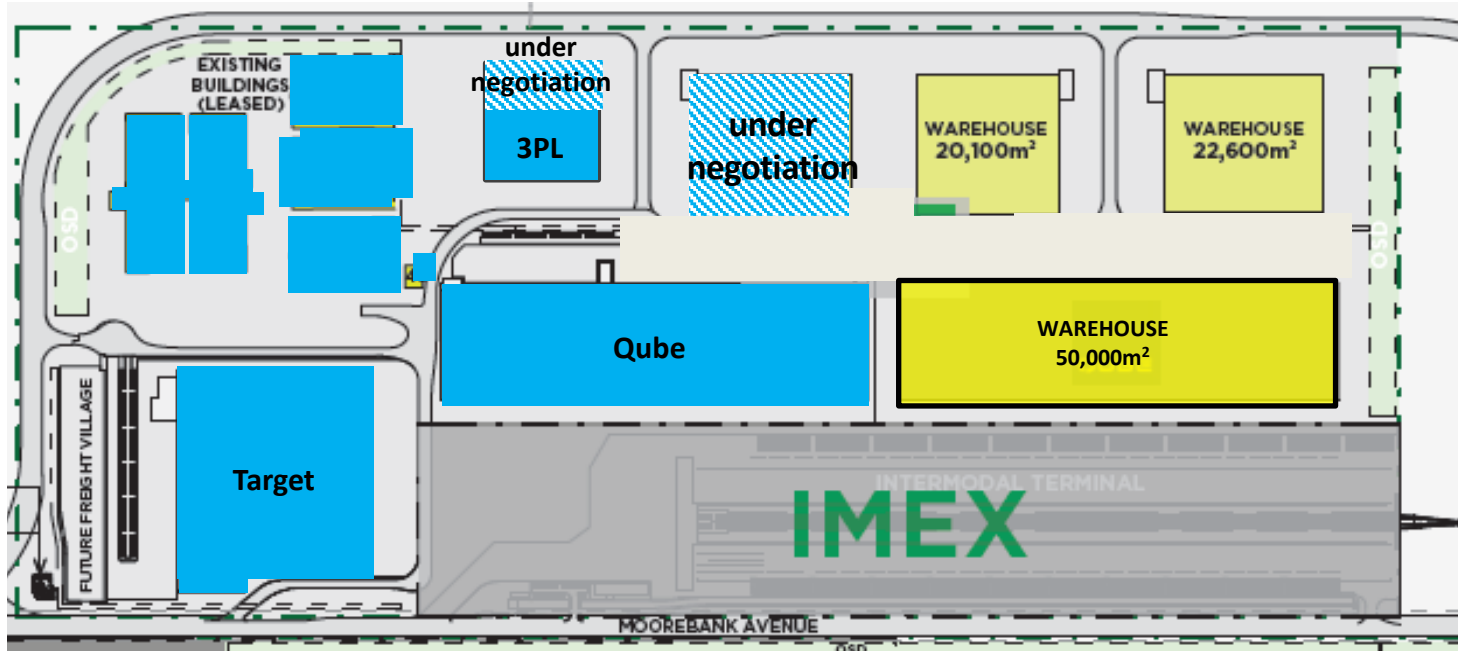 EXISTING
BUILDINGS
(LEASED)
under
negotiation
3PL
under
negotiation
WAREHOUSE
20,100m²
WAREHOUSE
22,600m²
OSD
OSD
Qube
WAREHOUSE
50,000m²
FUTURE FREIGHT VILLAGE
Target
INTERMODAL TERMINAL
IMEX
MOOREBANK AVENUE
OSD